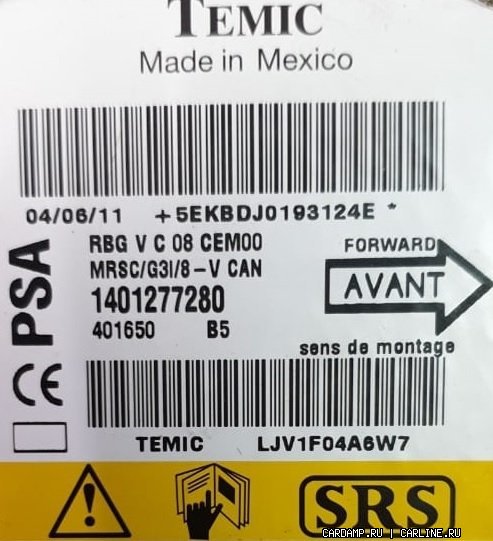 TEMIC
Made in Mexico
04/06/11 +5EKBDJ0193124E *
PSA
RBG V C 08 CEM00
MRSC/G3I/8-V CAN
1401277280
401650 B5
FORWARD
AVANT
sens de montage
CE
TEMIC LJV1F04A6W7
SRS
CARDAMP.RU | CARLINE.RU